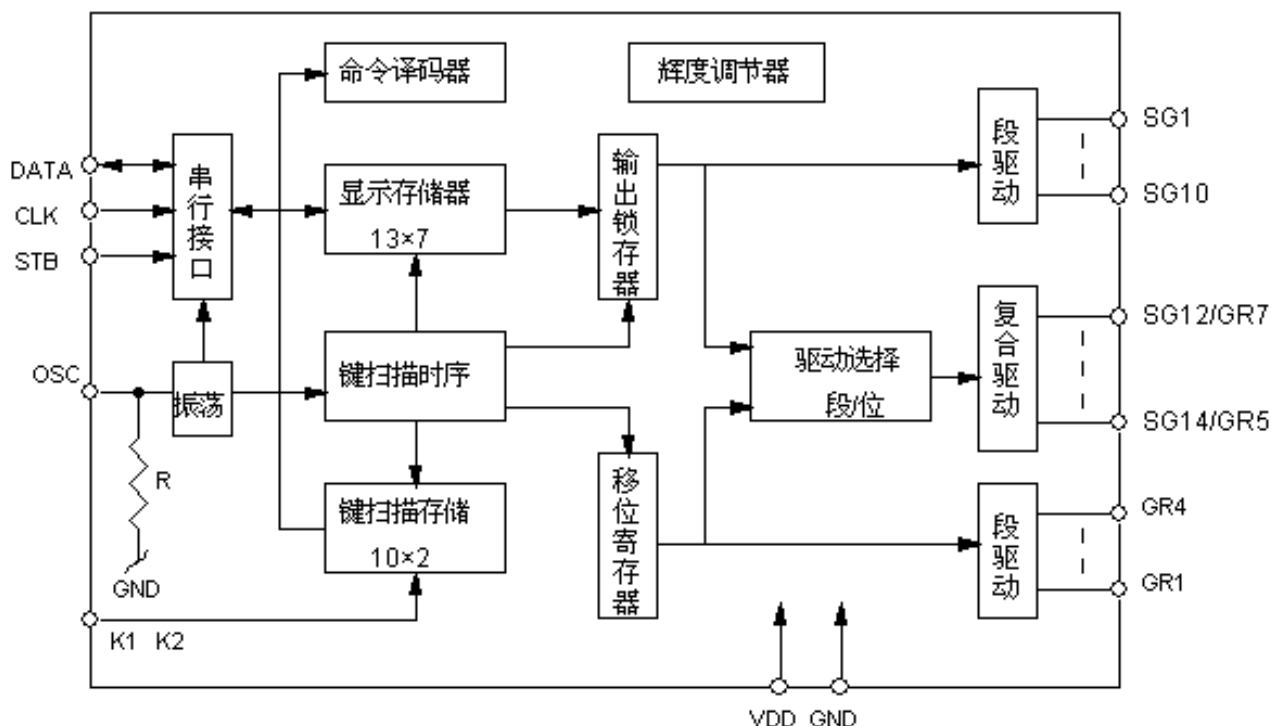 命令译码器
辉度调节器
DATA
CLK
STB
OSC
串行接口
显示存储器
13×7
输出锁存器
段驱动
SG1
SG10
振荡
键扫描时序
驱动选择
段/位
复合驱动
SG12/GR7
SG14/GR5
R
GND
键扫描存储
10×2
移位寄存器
段驱动
GR4
GR1
K1 K2
VDD GND